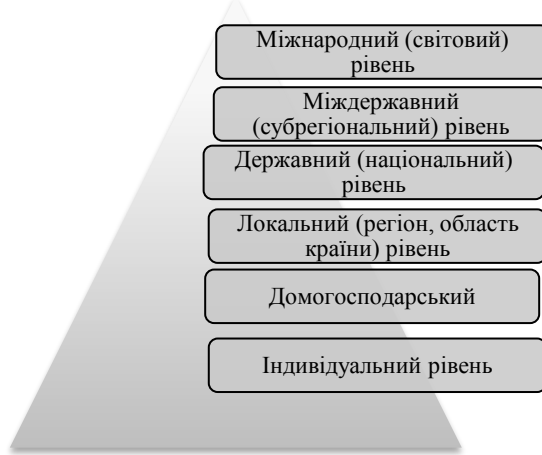 Міжнародний (світовий)
рівень
Міждержавний
(субрегіональний) рівень
Державний (національний)
рівень
Локальний (регіон, область
країни) рівень
Домогосподарський
Індивідуальний рівень